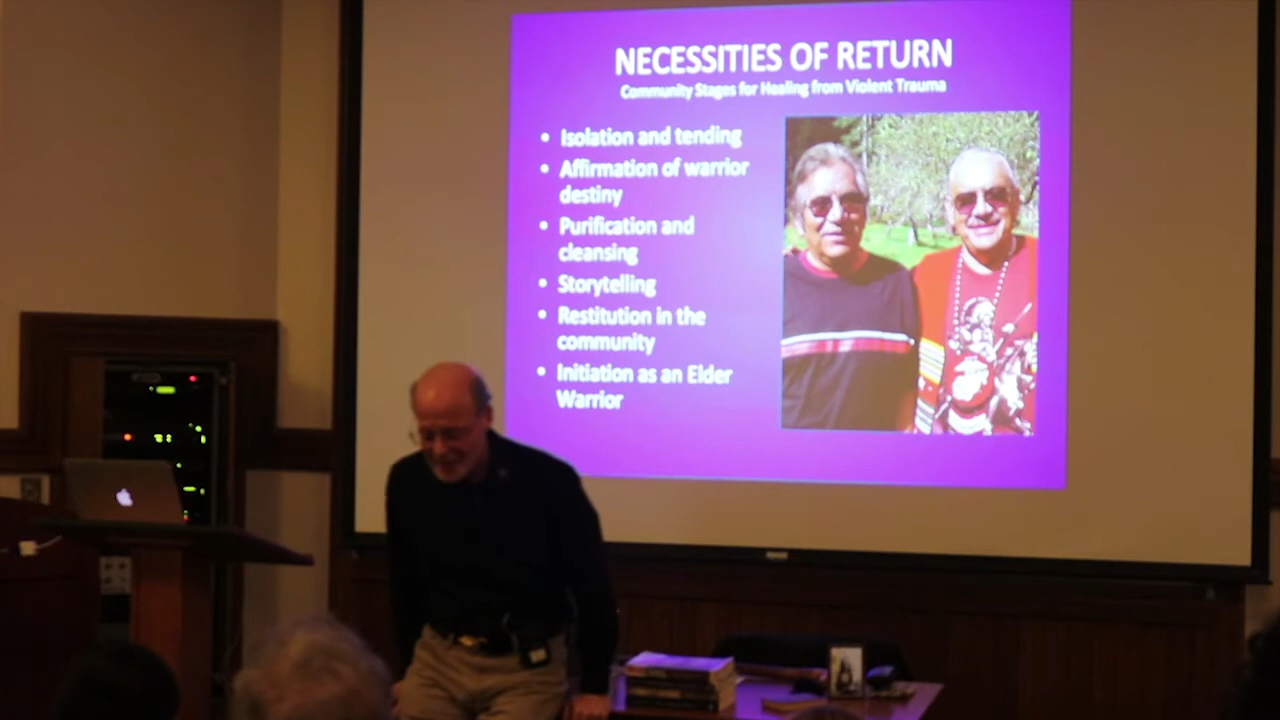 NECESSITIES OF RETURN
Community Stages for Healing from Violent Trauma
• Isolation and tending
• Affirmation of warrior
destiny
• Purification and
cleansing
• Storytelling
• Restitution in the
community
• Initiation as an Elder
Warrior